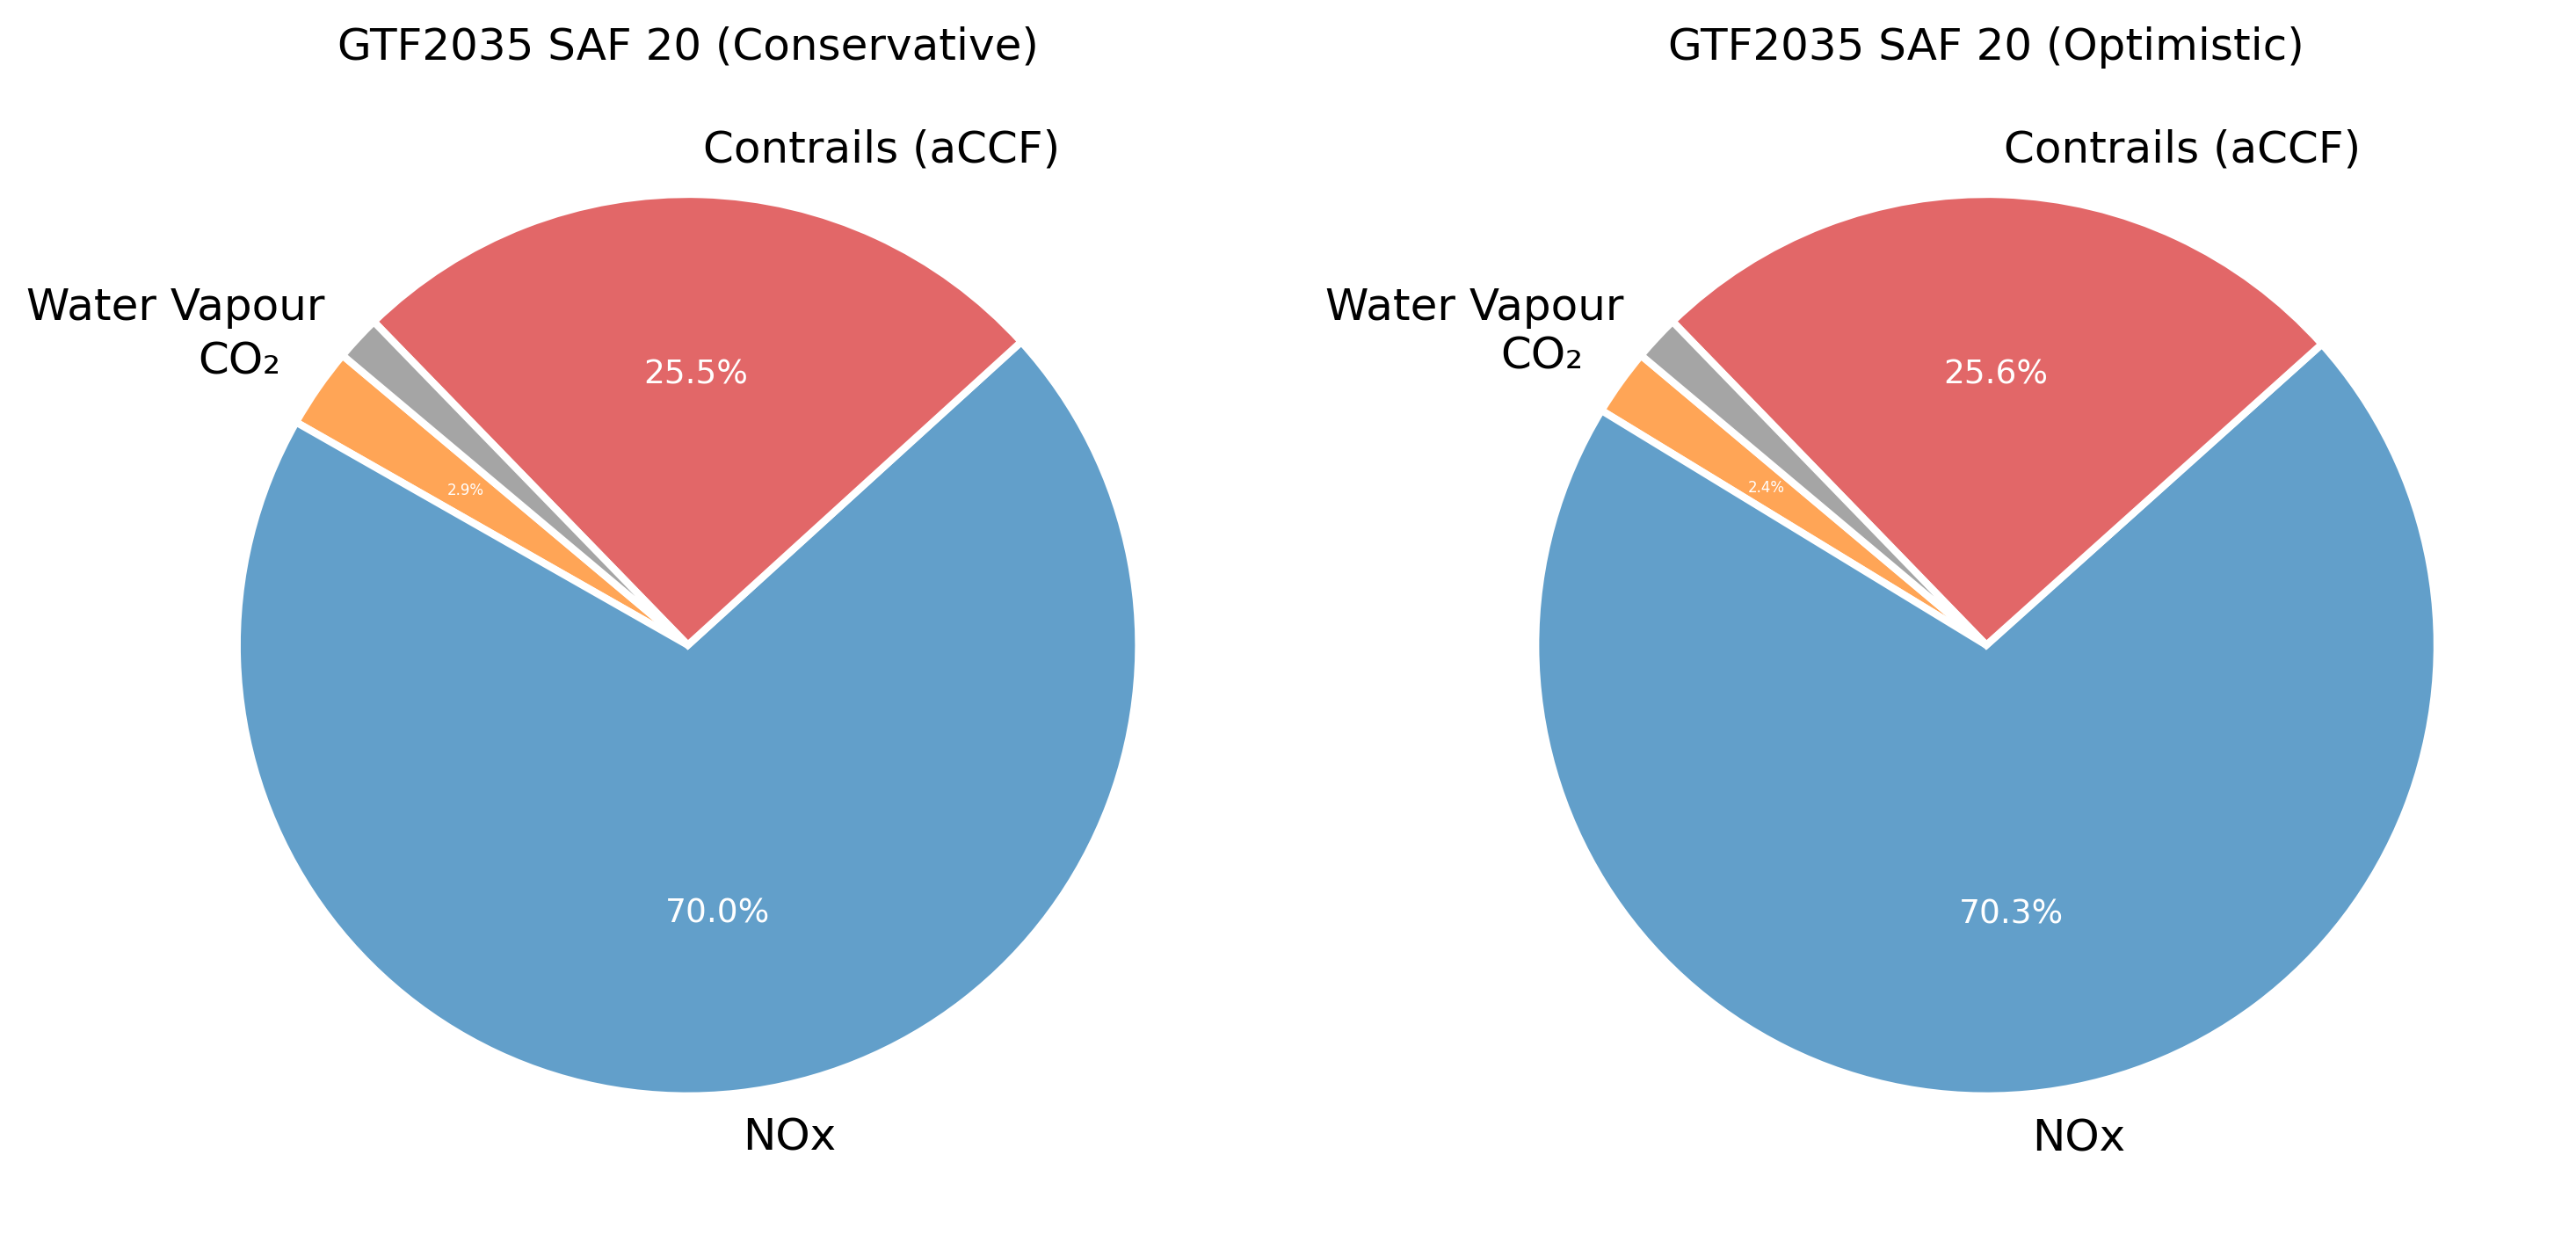 GTF2035 SAF 20 (Conservative)
Contrails (aCCF)
Water Vapour
CO₂
25.5%
2.9%
70.0%
NOx
GTF2035 SAF 20 (Optimistic)
Contrails (aCCF)
Water Vapour
CO₂
25.6%
2.4%
70.3%
NOx